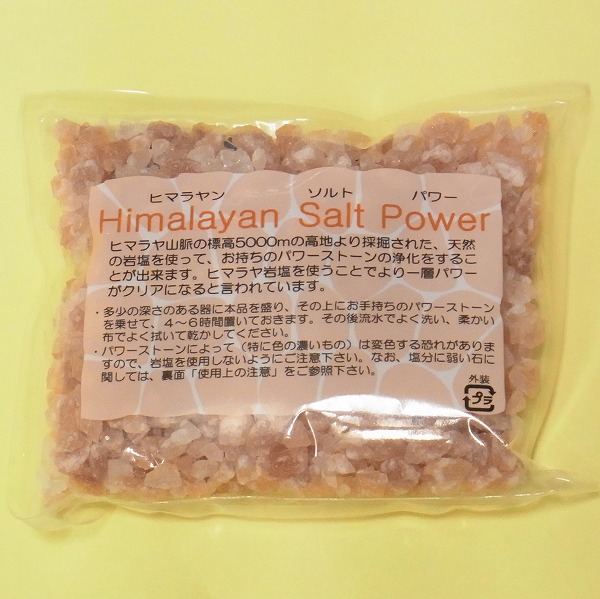 ヒマラヤン ソルト パワー
Himalayan Salt Power
ヒマラヤ山脈の標高5000mの高地より採掘された、天然
の岩塩を使って、お持ちのパワーストーンの浄化をするこ
とが出来ます。ヒマラヤ岩塩を使うことでより一層パワー
がクリアになると言われています。
・多少の深さのある器に本品を盛り、その上にお手持ちのパワーストーン
を乗せて、4～6時間置いておきます。その後流水でよく洗い、柔かい
布でよく拭いて乾かしてください。
・パワーストーンによって（特に色の濃いもの）は変色する恐れがありま
すので、岩塩を使用しないようにご注意下さい。なお、塩分に弱い石に
関しては、裏面「使用上の注意」をご参照下さい。
外装
プラ